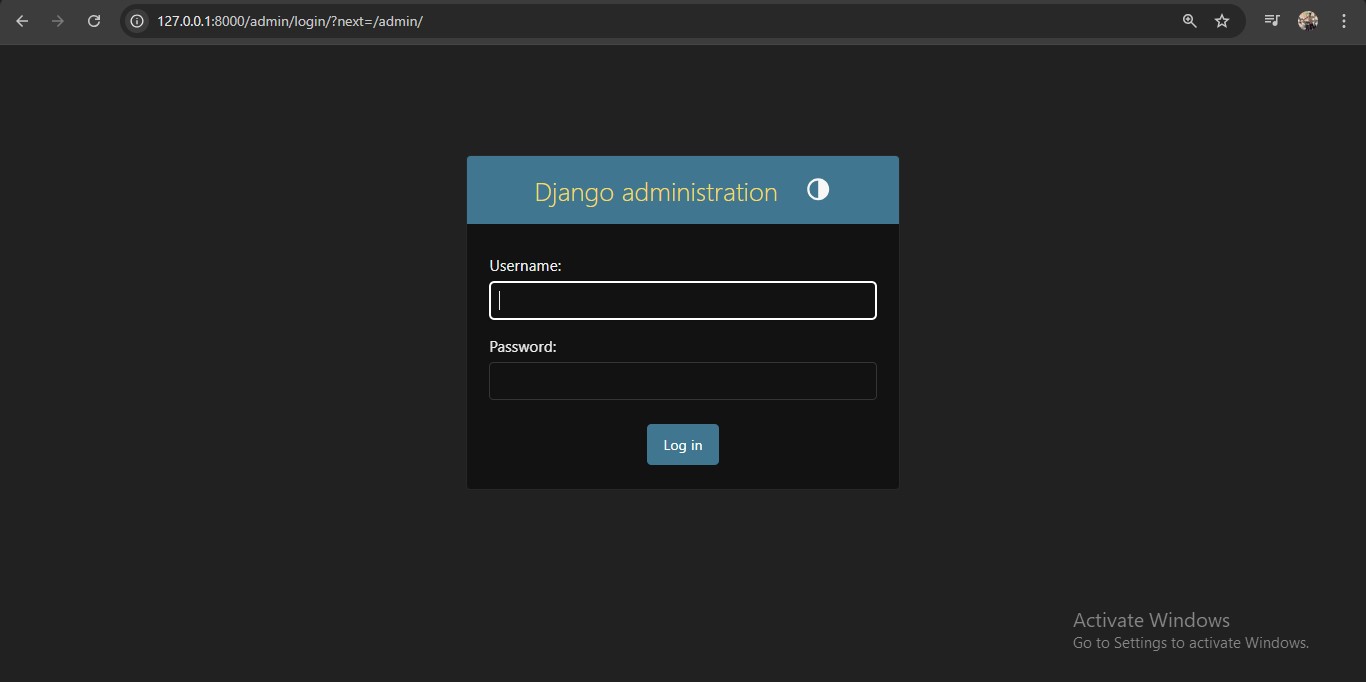 127.0.0.1:8000/admin/login/?next=/admin/
Django administration
Username:
Password:
Log in
Activate Windows
Go to Settings to activate Windows.